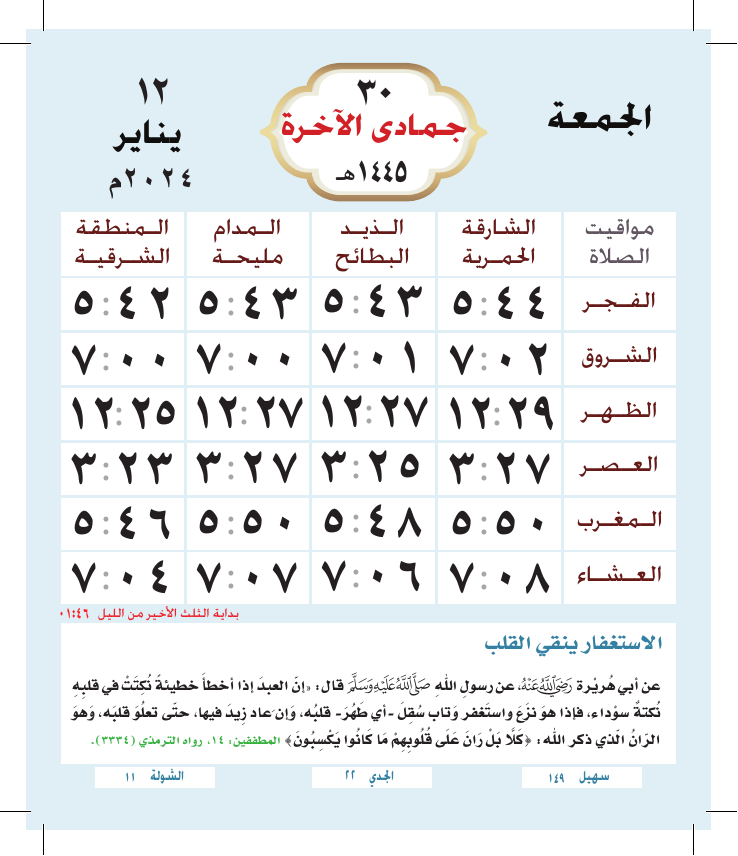 الجمعة
٣٠
جمادى الآخرة
١٤٤٥هـ
١٢
يناير
٢٠٢٤م
مواقيت الصلاة	الشارقة الحمرية	الذيد البطائح	المدام مليحة	المنطقة الشرقية
الفجر	٥:٤٤	٥:٤٣	٥:٤٣	٥:٤٢
الشروق	٧:٠٢	٧:٠١	٧:٠٠	٧:٠٠
الظهر	١٢:٢٩	١٢:٢٧	١٢:٢٧	١٢:٢٥
العصر	٣:٢٧	٣:٢٥	٣:٢٧	٣:٢٣
المغرب	٥:٥٠	٥:٤٨	٥:٥٠	٥:٤٦
العشاء	٧:٠٨	٧:٠٦	٧:٠٧	٧:٠٤
بداية الثلث الأخير من الليل ٠١:٤٦
الاستغفار ينقي القلب
عن أبي هُريْرة رَضِيَ اللَّهُ عَنْهُ، عن رسولِ اللهِ صَلَّى اللَّهُ عَلَيْهِ وَسَلَّمَ قال: «إنَّ العبدَ إذا أخطأَ خطيئةً نُكِتَتْ في قلبِهِ
نُكتةٌ سوْداء، فإذا هوَ نزَعَ واستَغفر وتابَ سُقِلَ -أي طَهُرَ- قلبُه، وَإن عاد زِيدَ فيها، حتَّى تعلُوَ قلبَه، وَهوَ
الرّانُ الّذي ذكر الله: ﴿كَلَّا بَلْ رَانَ عَلَى قُلُوبِهِمْ مَا كَانُوا يَكْسِبُونَ﴾ المطففين: ١٤، رواه الترمذي (٣٣٣٤).
سهيل ١٤٩
الجدي ٢٢
الشولة ١١